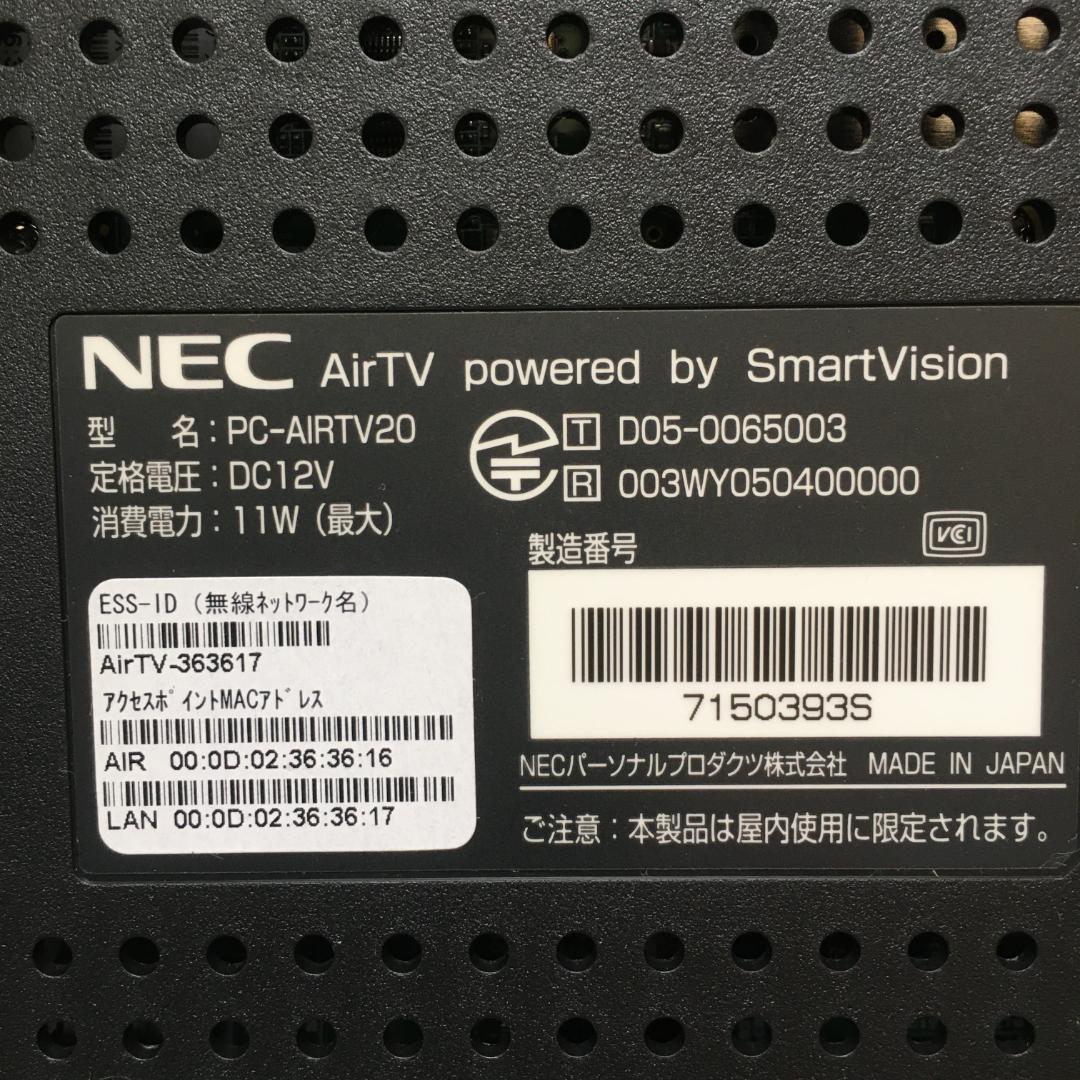 NEC AirTV powered by SmartVision
型 名：PC-AIRTV20
定格電圧：DC12V
消費電力：11W（最大）
T D05-0065003
R 003WY050400000
製造番号
VCI
7150393S
ESS-ID（無線ﾈｯﾄﾜｰｸ名）
AirTV-363617
ｱｸｾｽﾎﾟｲﾝﾄMACｱﾄﾞﾚｽ
AIR 00:0D:02:36:36:16
LAN 00:0D:02:36:36:17
NECパーソナルプロダクツ株式会社 MADE IN JAPAN
ご注意：本製品は屋内使用に限定されます。